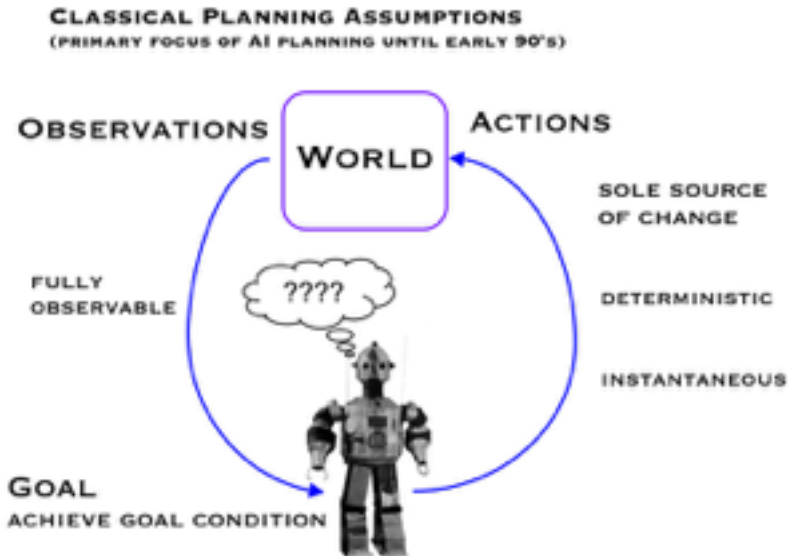 CLASSICAL PLANNING ASSUMPTIONS
(PRIMARY FOCUS OF AI PLANNING UNTIL EARLY 90'S)
OBSERVATIONS
WORLD
ACTIONS
SOLE SOURCE
OF CHANGE
FULLY
OBSERVABLE
????
DETERMINISTIC
INSTANTANEOUS
GOAL
ACHIEVE GOAL CONDITION